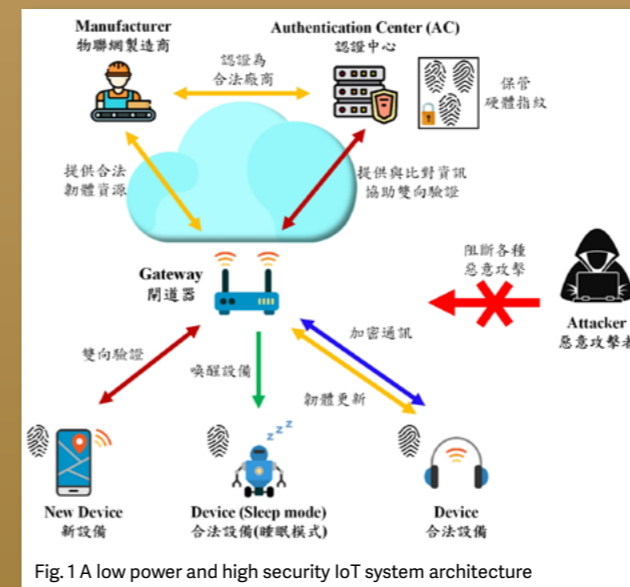 Manufacturer
物聯網製造商
Authentication Center (AC)
認證中心
認證為
合法廠商
保管
硬體指紋
提供合法
韌體資源
提供與比對資訊
協助雙向驗證
Gateway
閘道器
阻斷各種
惡意攻擊
Attacker
惡意攻擊者
雙向驗證
喚醒設備
加密通訊
韌體更新
z z z
New Device
新設備
Device (Sleep mode)
合法設備(睡眠模式)
Device
合法設備
Fig. 1 A low power and high security IoT system architecture